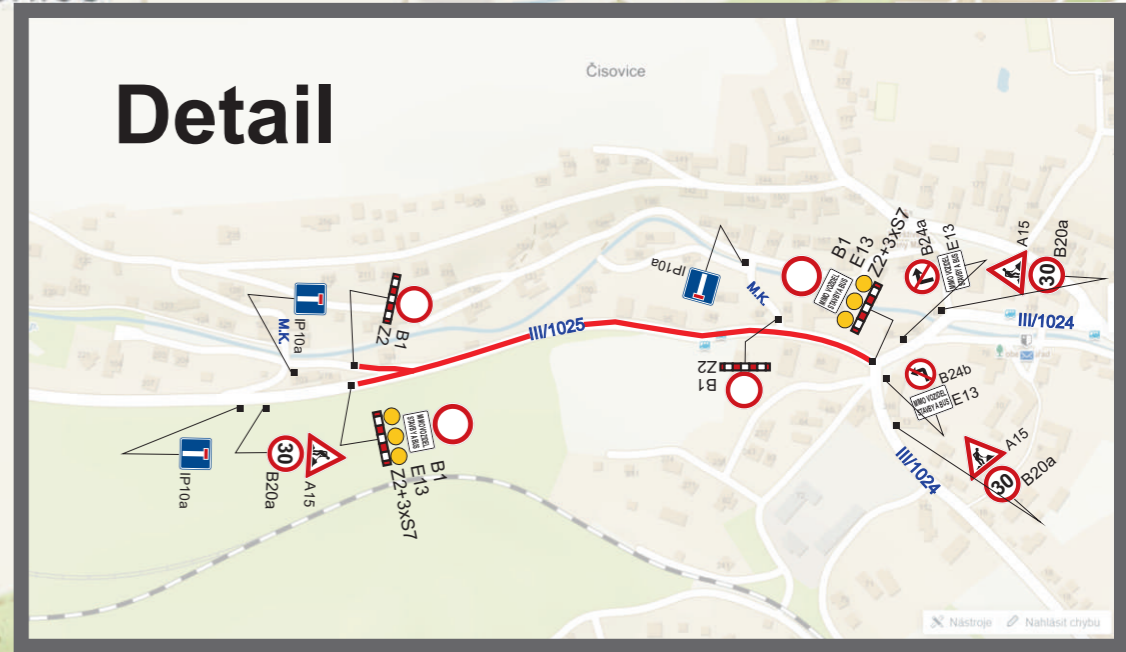 Detail
Čisovice
B1
E13
Z2+3xS7
MIMO VOZIDEL
STAVBY A BUS
B24a
E13
MIMO VOZIDEL
STAVBY A BUS
A15
B20a
30
IP10a
M.K.
III/1024
IP10a
M.K.
B1
Z2
III/1025
Z2
B1
B24b
E13
MIMO VOZIDEL
STAVBY A BUS
III/1024
A15
B20a
30
IP10a
30
B20a
A15
MIMO VOZIDEL
STAVBY A BUS
B1
E13
Z2+3xS7
Nástroje
Nahlásit chybu